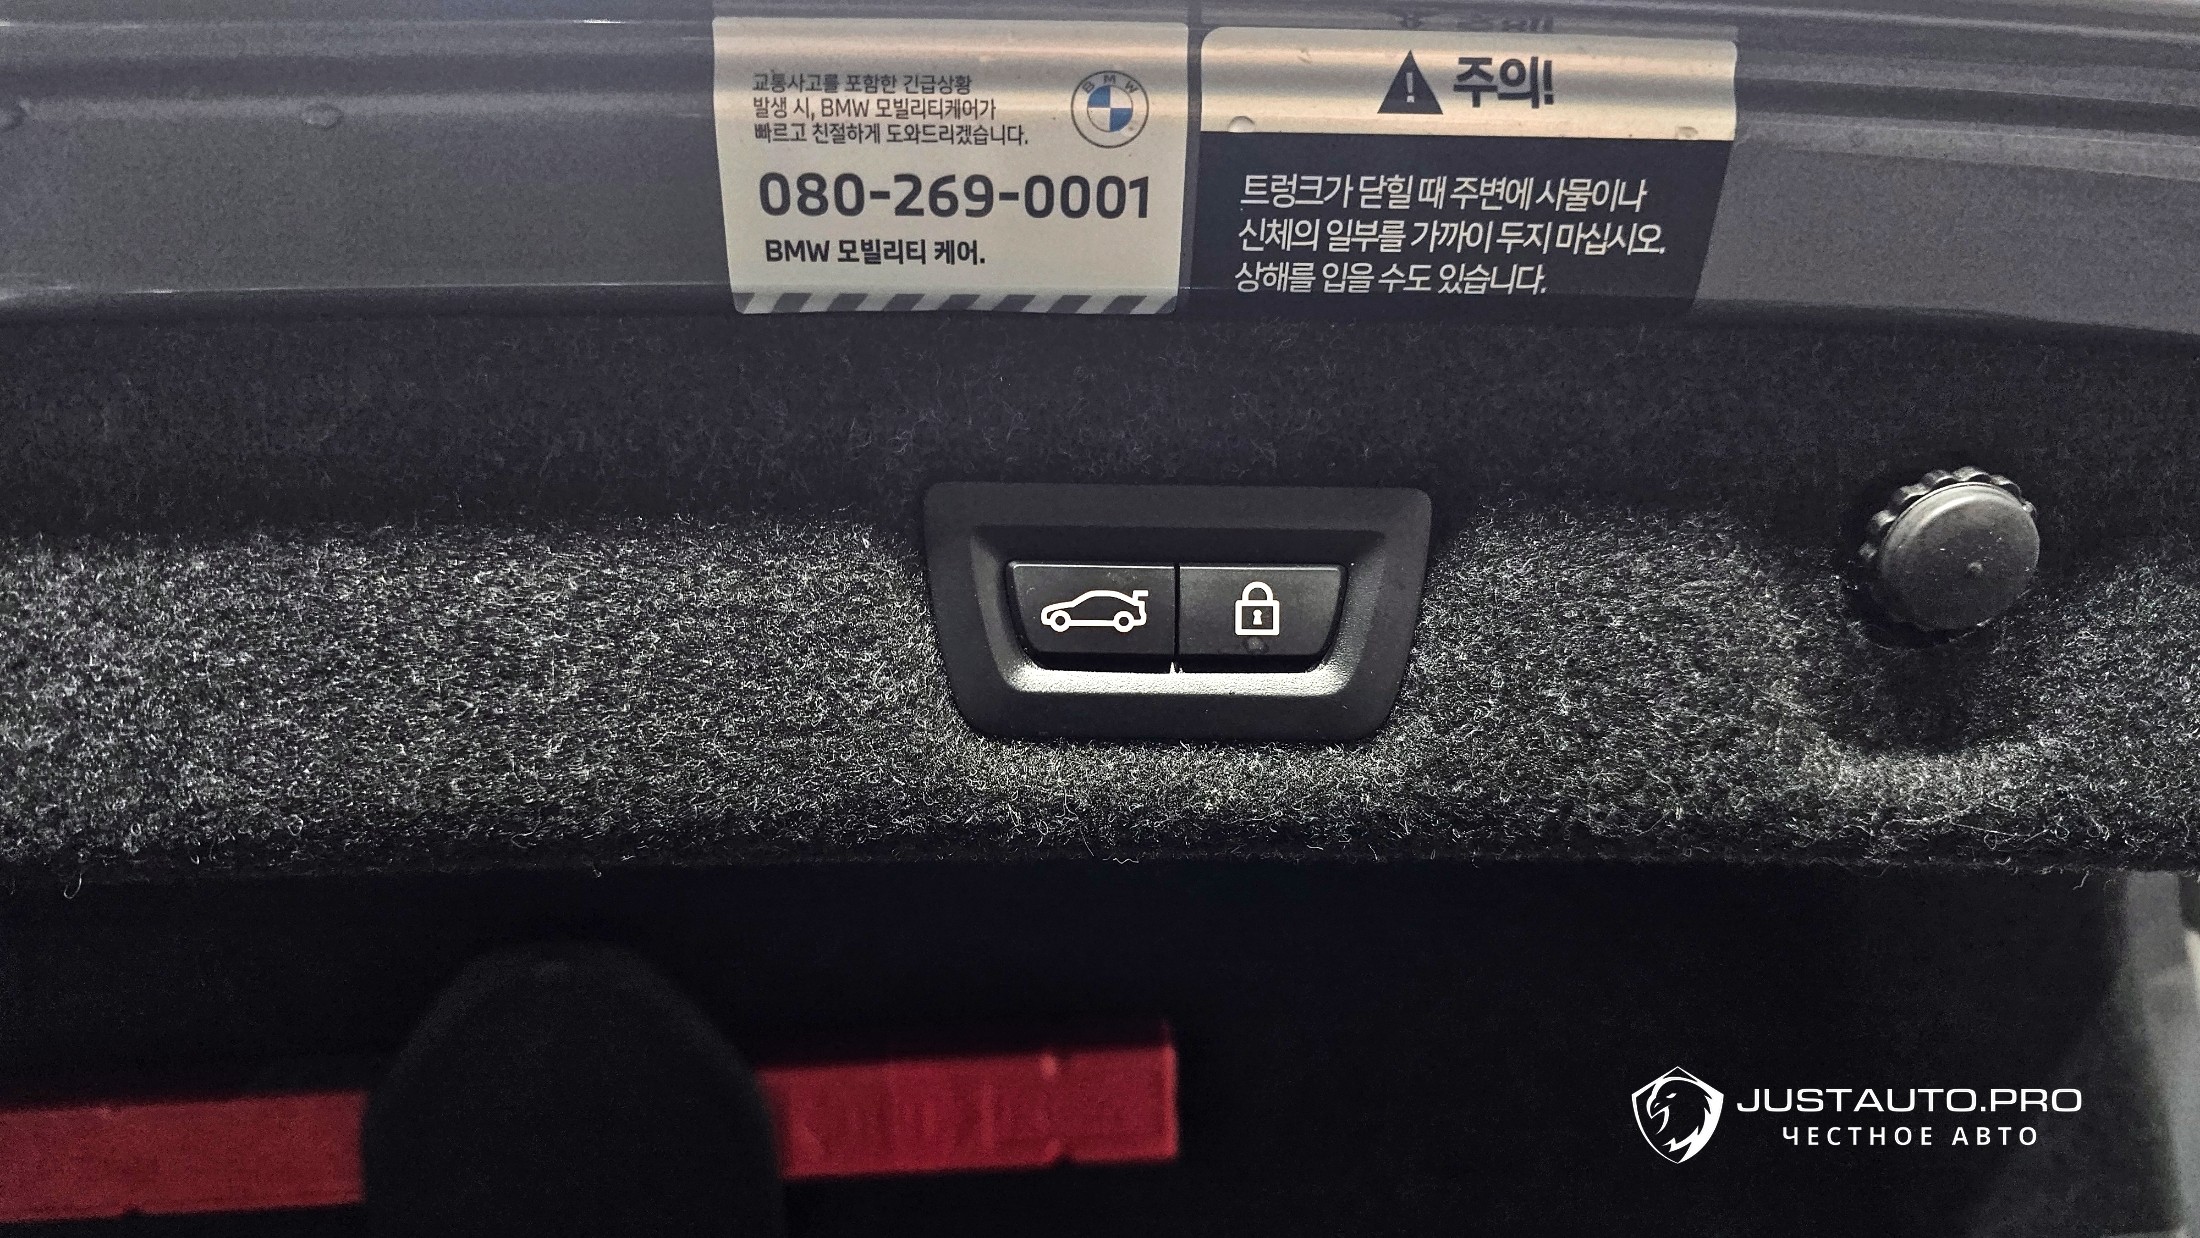 교통사고를 포함한 긴급상황
발생 시, BMW 모빌리티케어가
빠르고 친절하게 도와드리겠습니다.
BMW
080-269-0001
BMW 모빌리티 케어.
주의!
트렁크가 닫힐 때 주변에 사물이나
신체의 일부를 가까이 두지 마십시오.
상해를 입을 수도 있습니다.
JUSTAUTO.PRO
ЧЕСТНОЕ АВТО